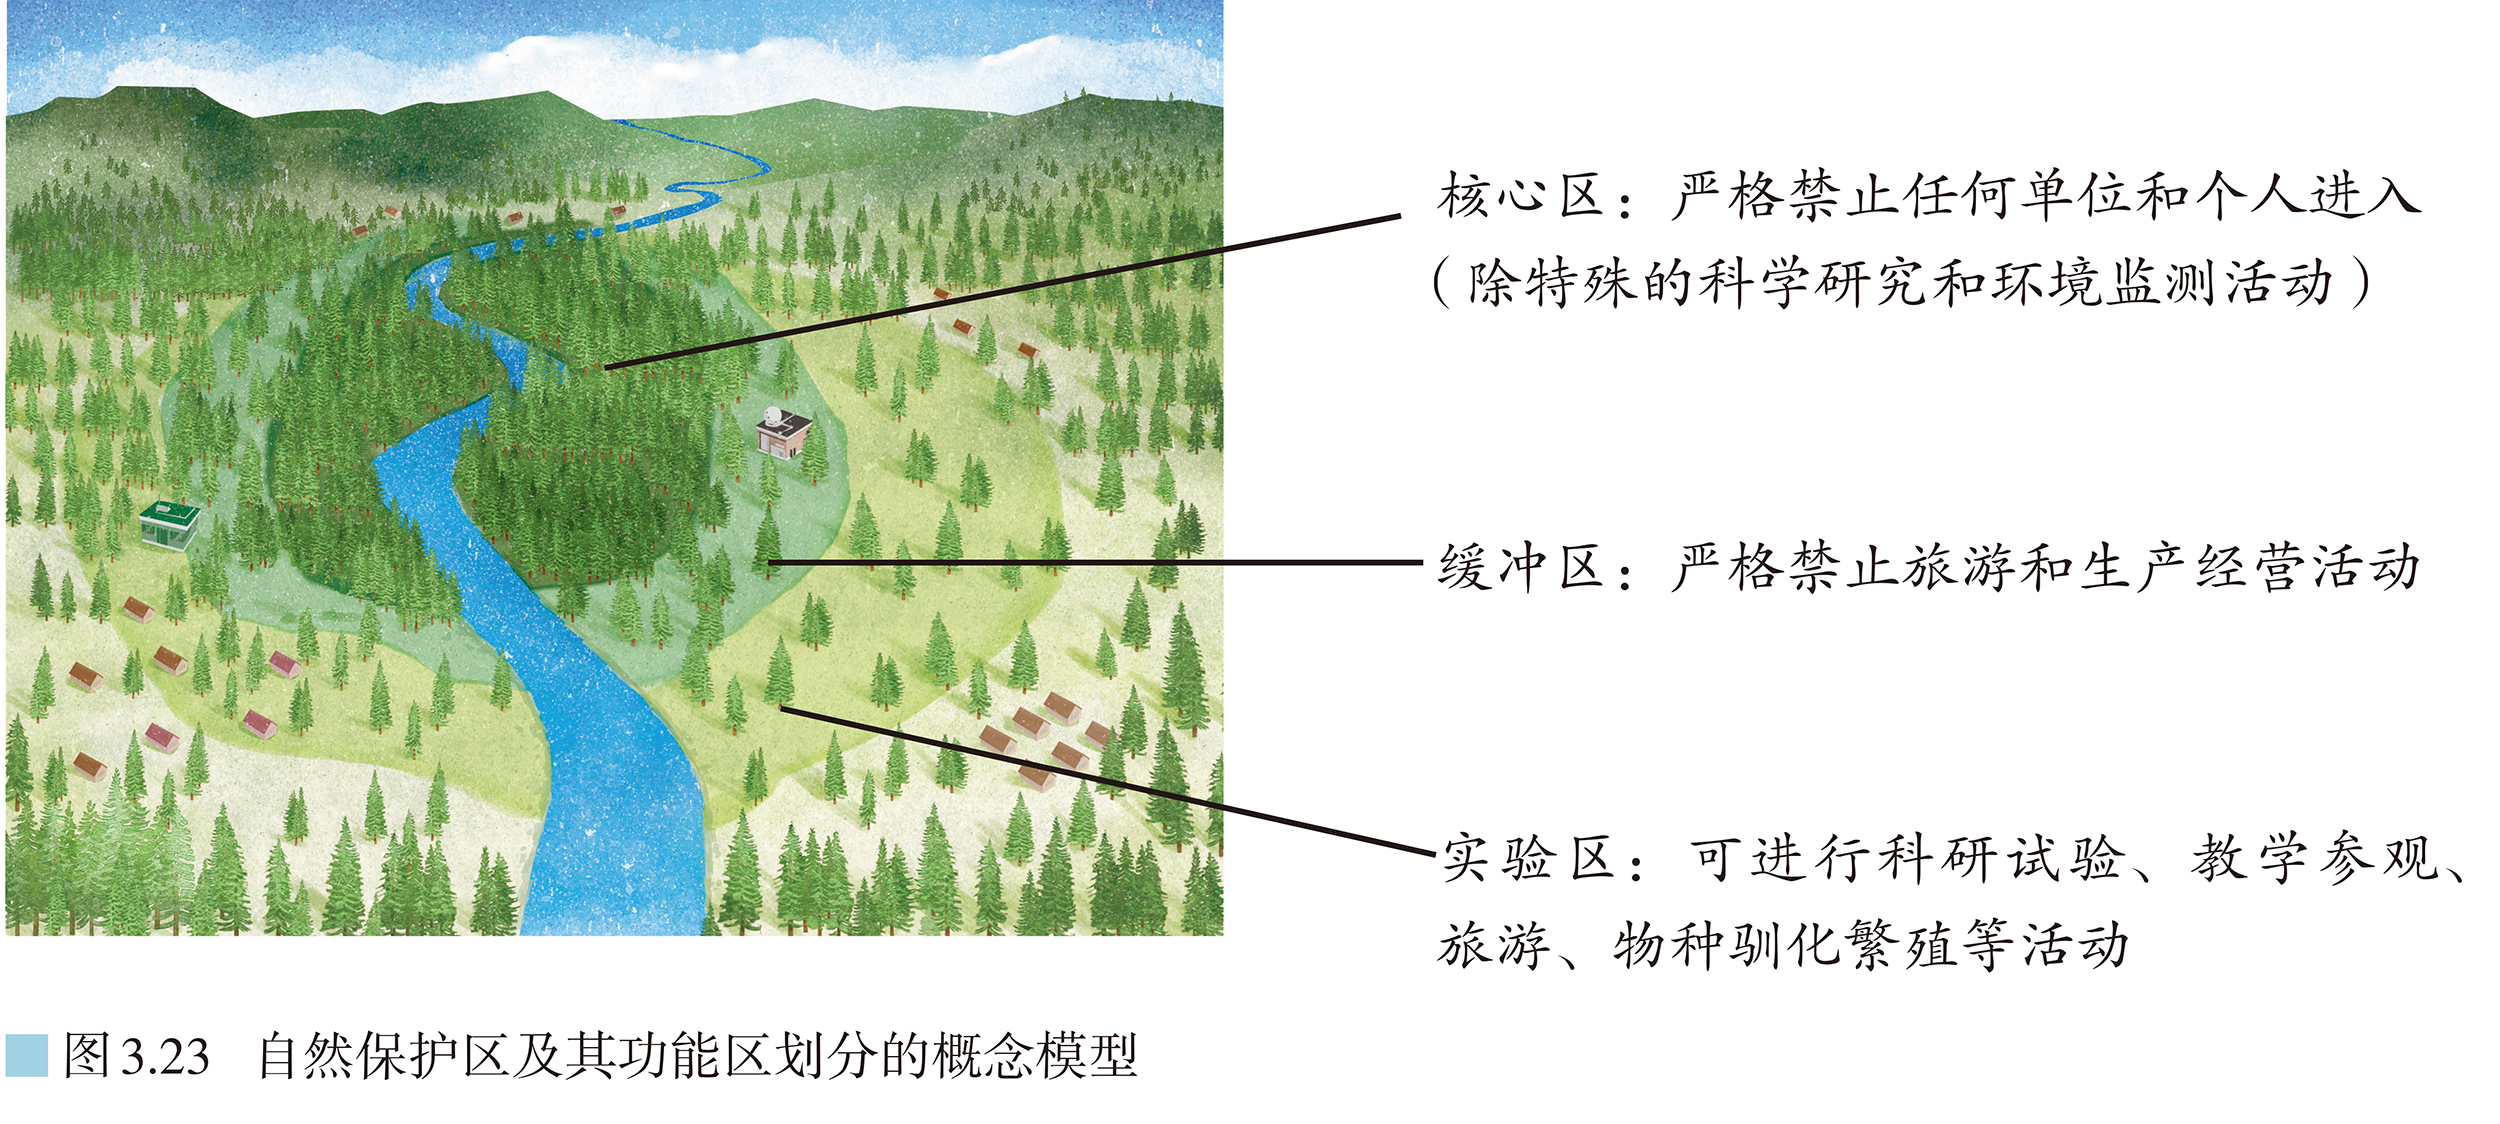 核心区：严格禁止任何单位和个人进入
（除特殊的科学研究和环境监测活动）
缓冲区：严格禁止旅游和生产经营活动
实验区：可进行科研试验、教学参观、
旅游、物种驯化繁殖等活动
图3.23 自然保护区及其功能区划分的概念模型